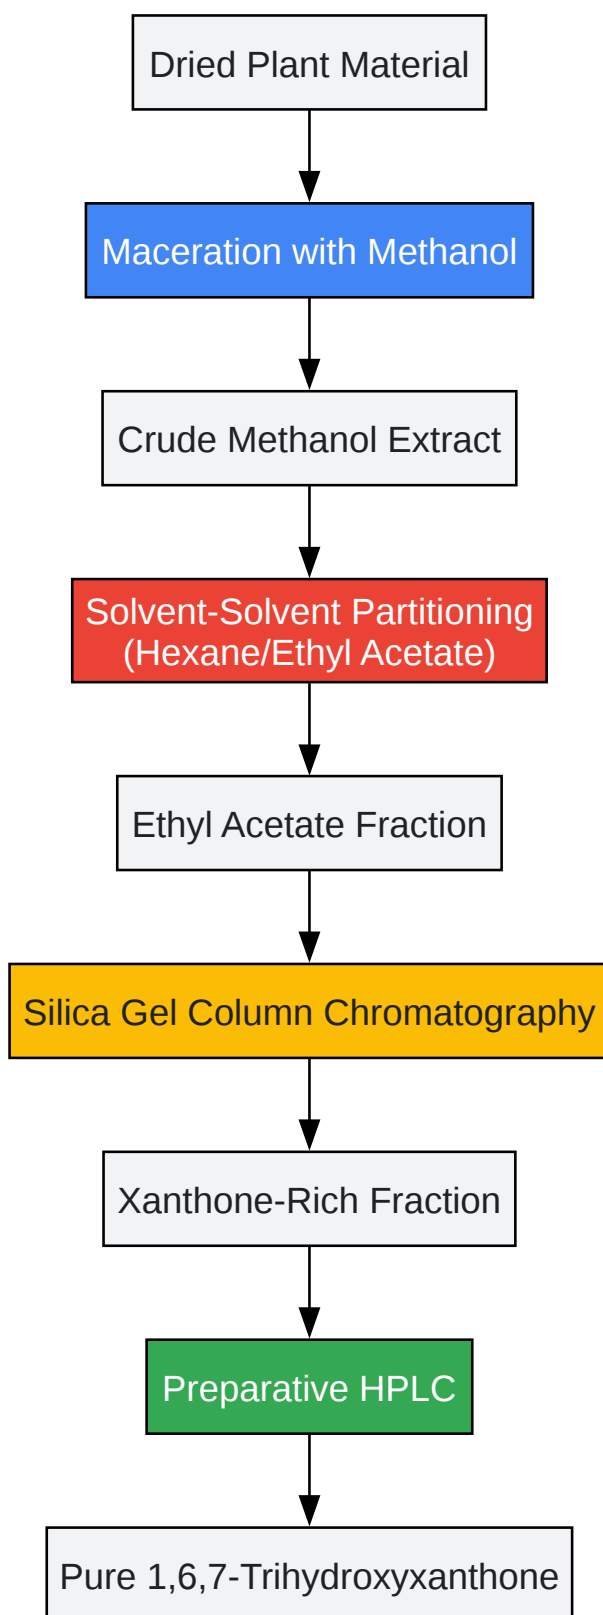 Dried Plant Material
Maceration with Methanol
Crude Methanol Extract
Solvent-Solvent Partitioning
(Hexane/Ethyl Acetate)
Ethyl Acetate Fraction
Silica Gel Column Chromatography
Xanthone-Rich Fraction
Preparative HPLC
Pure 1,6,7-Trihydroxyxanthone